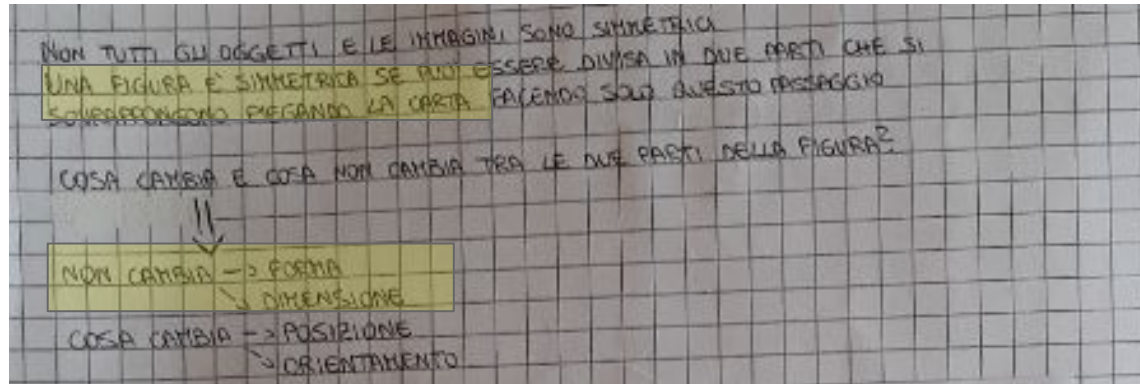 NON TUTTI GLI OGGETTI E LE IMMAGINI SONO SIMMETRICI
UNA FIGURA E' SIMMETRICA SE PUO' ESSERE DIVISA IN DUE PARTI CHE SI
SOVRAPPONGONO PIEGANDO LA CARTA FACENDO SOLO QUESTO PASSAGGIO
COSA CAMBIA E COSA NON CAMBIA TRA LE DUE PARTI DELLA FIGURA?
NON CAMBIA -> FORMA
DIMENSIONE
COSA CAMBIA -> POSIZIONE
ORIENTAMENTO